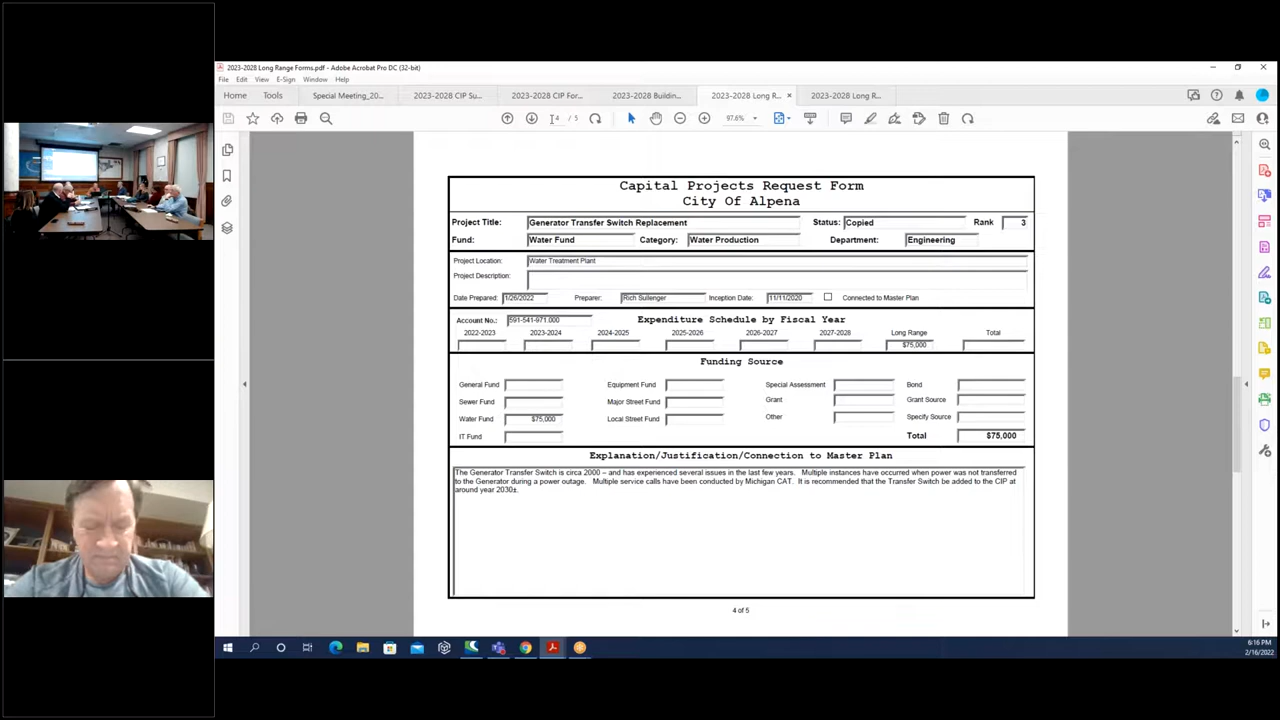 2023-2028 Long Range Forms.pdf - Adobe Acrobat Pro DC (32-bit)
File Edit View E-Sign Window Help
Home Tools Special Meeting_20... 2023-2028 CIP Su... 2023-2028 CIP For... 2023-2028 Buildin... 2023-2028 Long R... × 2023-2028 Long R...
4 / 5 97.6%
Capital Projects Request Form
City Of Alpena
Project Title: Generator Transfer Switch Replacement Status: Copied Rank 3
Fund: Water Fund Category: Water Production Department: Engineering
Project Location: Water Treatment Plant
Project Description:
Date Prepared: 1/26/2022 Preparer: Rich Sullenger Inception Date: 11/11/2020 Connected to Master Plan
Account No.: 591-541-971.000 Expenditure Schedule by Fiscal Year
2022-2023 2023-2024 2024-2025 2025-2026 2026-2027 2027-2028 Long Range Total
$75,000
Funding Source
General Fund Equipment Fund Special Assessment Bond
Sewer Fund Major Street Fund Grant Grant Source
Water Fund $75,000 Local Street Fund Other Specify Source
IT Fund Total $75,000
Explanation/Justification/Connection to Master Plan
The Generator Transfer Switch is circa 2000 – and has experienced several issues in the last few years. Multiple instances have occurred when power was not transferred
to the Generator during a power outage. Multiple service calls have been conducted by Michigan CAT. It is recommended that the Transfer Switch be added to the CIP at
around year 2030±.
4 of 5
6:16 PM
2/16/2022